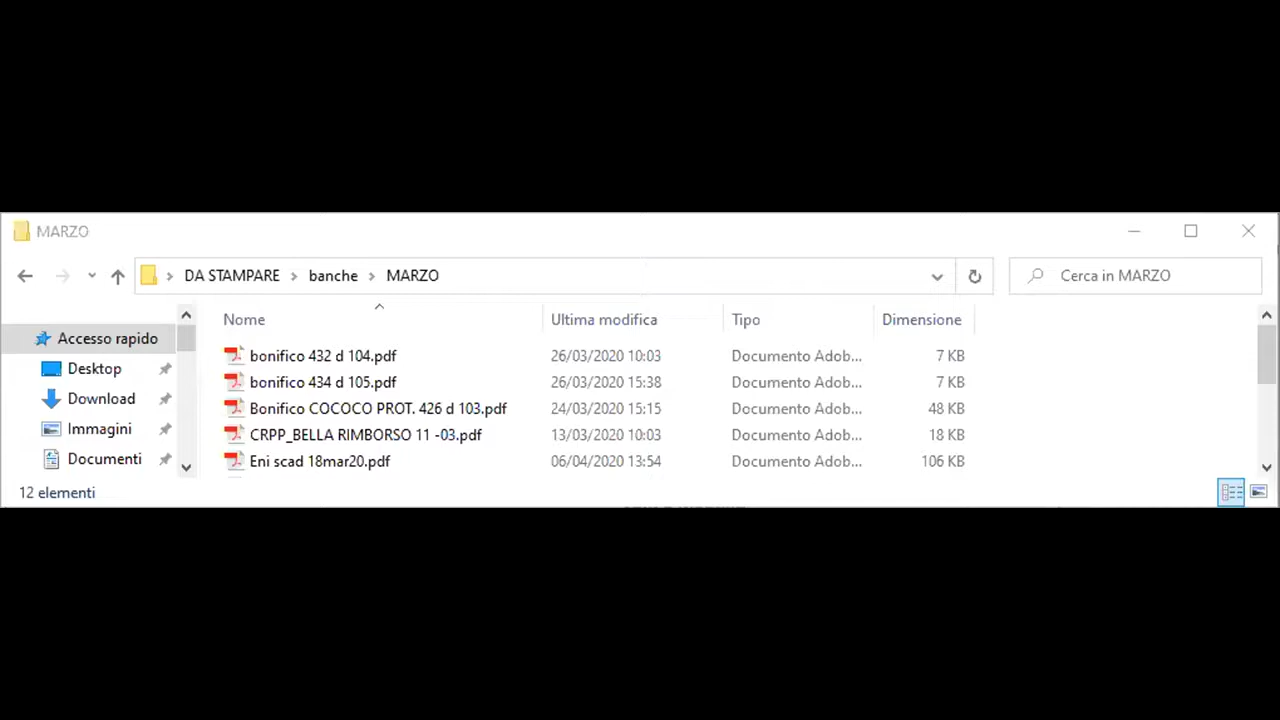 MARZO
DA STAMPARE banche MARZO
Cerca in MARZO
Accesso rapido
Desktop
Download
Immagini
Documenti
Nome Ultima modifica Tipo Dimensione
bonifico 432 d 104.pdf 26/03/2020 10:03 Documento Adob... 7 KB
bonifico 434 d 105.pdf 26/03/2020 15:38 Documento Adob... 7 KB
Bonifico COCOCO PROT. 426 d 103.pdf 24/03/2020 15:15 Documento Adob... 48 KB
CRPP_BELLA RIMBORSO 11 -03.pdf 13/03/2020 10:03 Documento Adob... 18 KB
Eni scad 18mar20.pdf 06/04/2020 13:54 Documento Adob... 106 KB
12 elementi